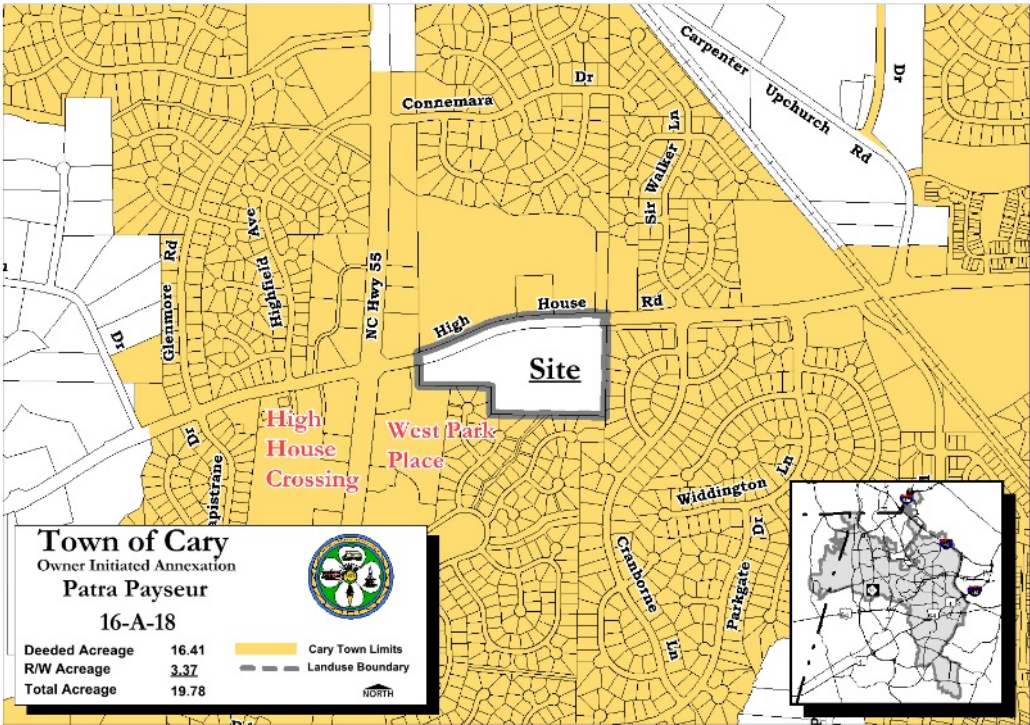 Carpenter Upchurch Rd
Dr
Connemara Dr
Sir Walker Ln
Glenmore Rd
Highfield Ave
NC Hwy 55
Dr
High House Rd
Site
High
House
Crossing
West Park
Place
Dr
Widdington Ln
Cranborne Ln
Parkgate Dr
Town of Cary
Owner Initiated Annexation
Patra Payseur
16-A-18
Deeded Acreage 16.41
R/W Acreage 3.37
Total Acreage 19.78
Cary Town Limits
Landuse Boundary
NORTH